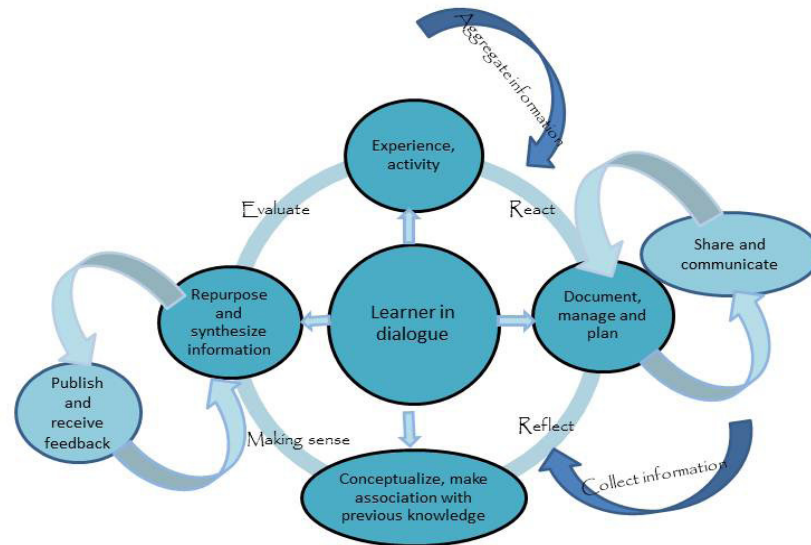 Aggregate information
Experience,
activity
Evaluate
React
Share and
communicate
Repurpose
and
synthesize
information
Learner in
dialogue
Document,
manage and
plan
Publish
and
receive
feedback
Making sense
Reflect
Conceptualize, make
association with
previous knowledge
Collect information